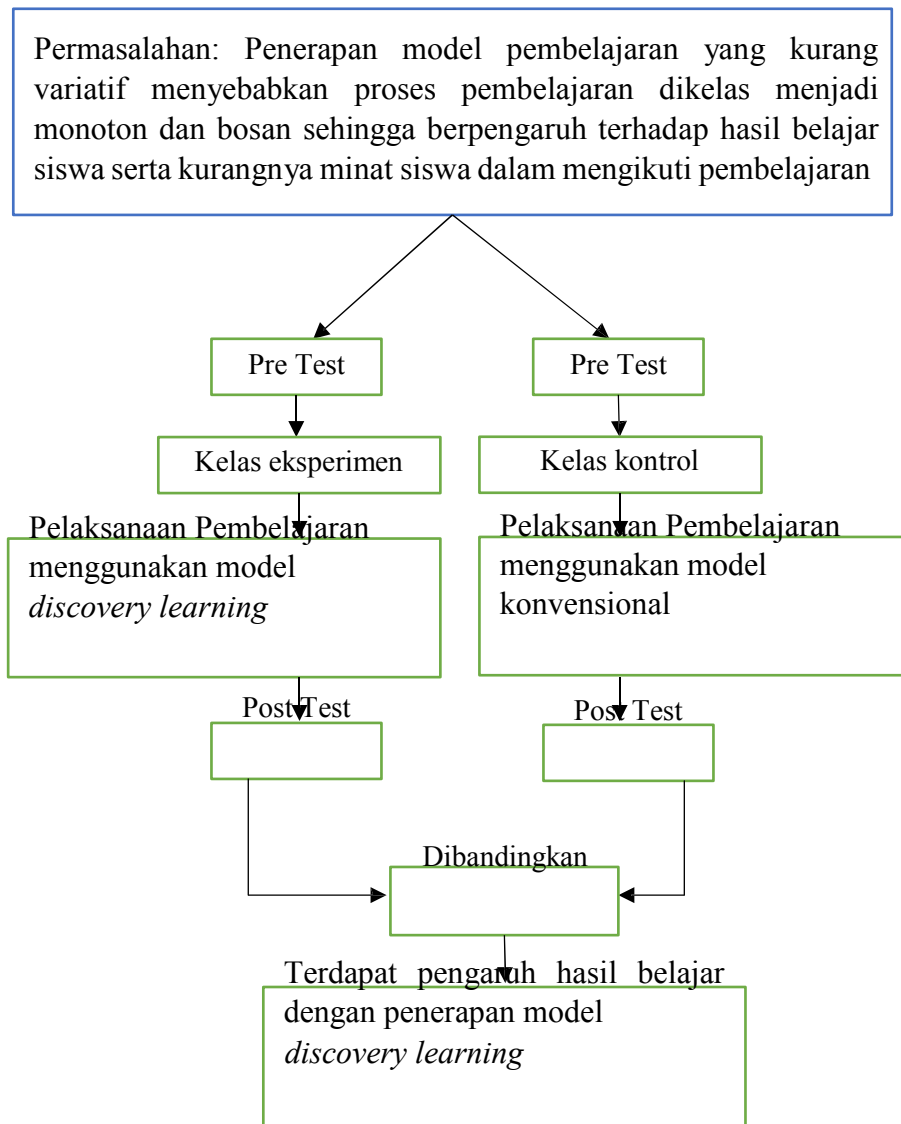 Permasalahan: Penerapan model pembelajaran yang kurang
variatif menyebabkan proses pembelajaran dikelas menjadi
monoton dan bosan sehingga berpengaruh terhadap hasil belajar
siswa serta kurangnya minat siswa dalam mengikuti pembelajaran
Pre Test
Pre Test
Kelas eksperimen
Kelas kontrol
Pelaksanaan Pembelajaran
menggunakan model
discovery learning
Pelaksanaan Pembelajaran
menggunakan model
konvensional
Post Test
Post Test
Dibandingkan
Terdapat pengaruh hasil belajar
dengan penerapan model
discovery learning